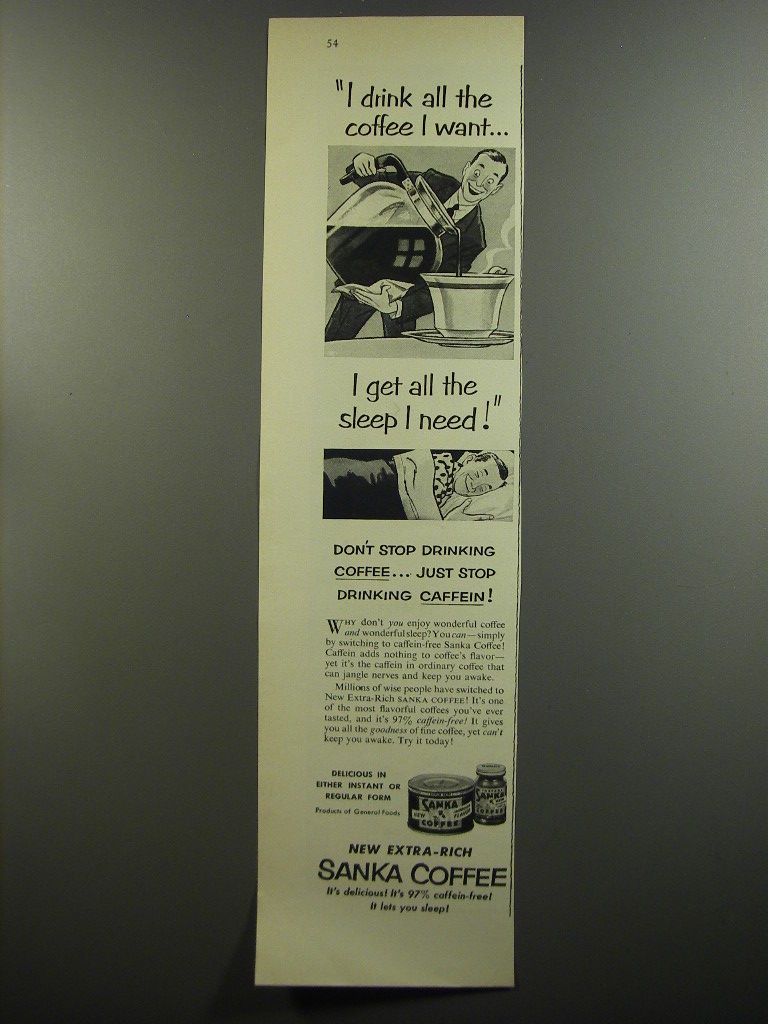 54
"I drink all the
coffee I want...
I get all the
sleep I need!"
DON'T STOP DRINKING
COFFEE... JUST STOP
DRINKING CAFFEIN!
WHY don't you enjoy wonderful coffee
and wonderful sleep? You can—simply
by switching to caffein-free Sanka Coffee!
Caffein adds nothing to coffee's flavor—
yet it's the caffein in ordinary coffee that
can jangle nerves and keep you awake.
Millions of wise people have switched to
New Extra-Rich SANKA COFFEE! It's one
of the most flavorful coffees you've ever
tasted, and it's 97% caffein-free! It gives
you all the goodness of fine coffee, yet can't
keep you awake. Try it today!
DELICIOUS IN
EITHER INSTANT OR
REGULAR FORM
Products of General Foods
SANKA
COFFEE
SANKA
COFFEE
NEW EXTRA-RICH
SANKA COFFEE
It's delicious! It's 97% caffein-free!
It lets you sleep!